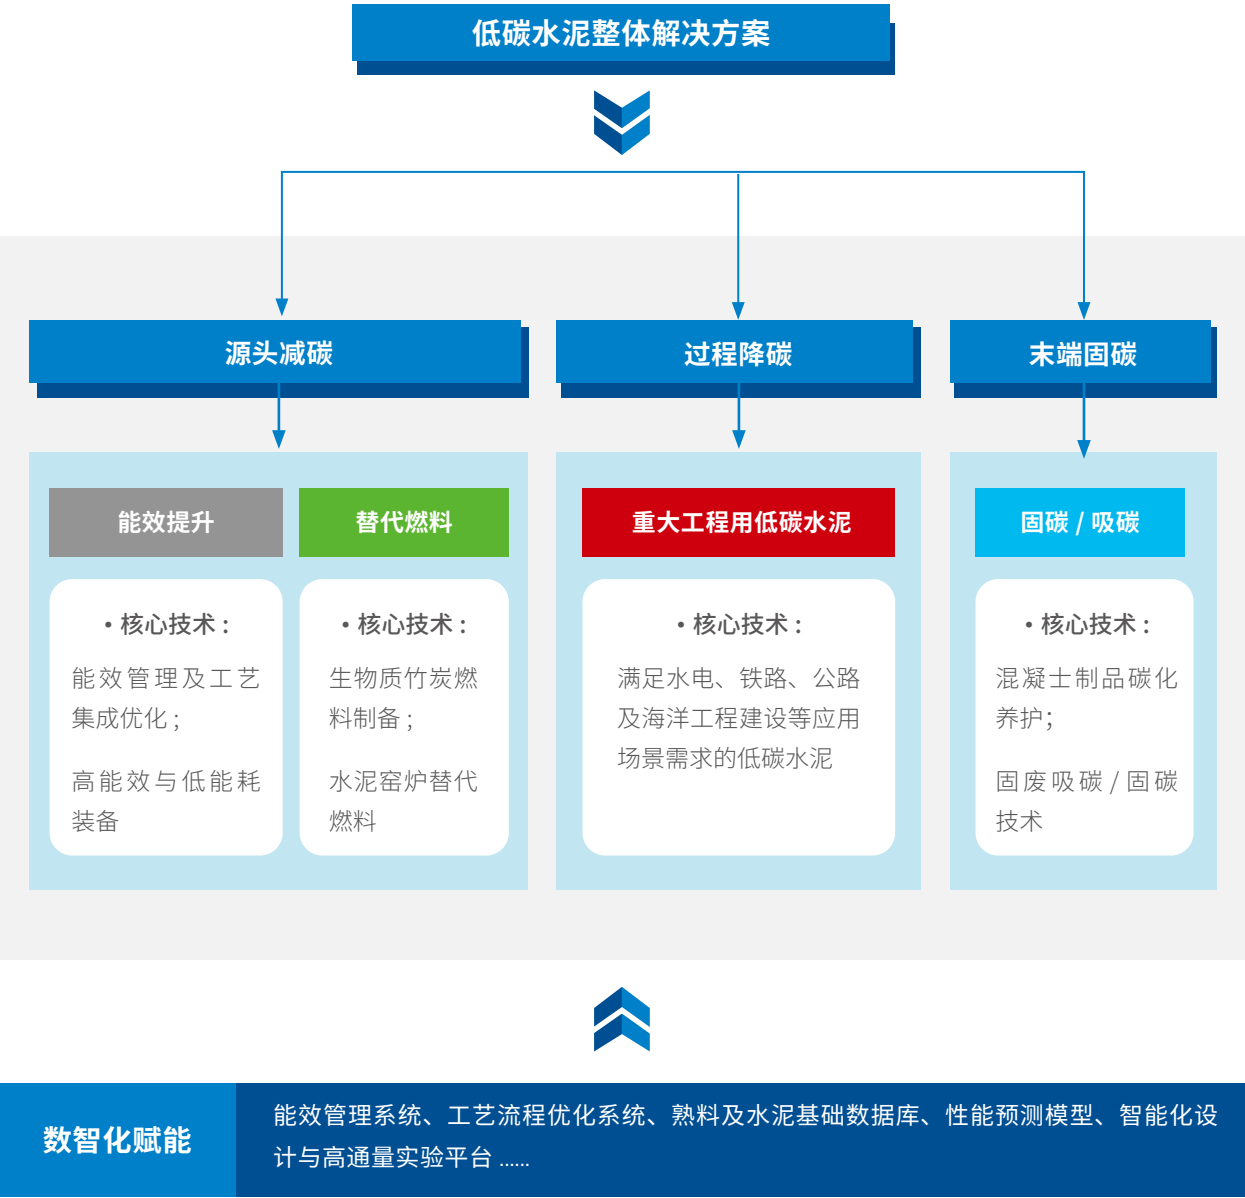 低碳水泥整体解决方案
源头减碳
过程降碳
末端固碳
能效提升
替代燃料
重大工程用低碳水泥
固碳 / 吸碳
•核心技术:
能效管理及工艺
集成优化;
高能效与低能耗
装备
•核心技术:
生物质竹炭燃
料制备;
水泥窑炉替代
燃料
•核心技术:
满足水电、铁路、公路
及海洋工程建设等应用
场景需求的低碳水泥
•核心技术:
混凝士制品碳化
养护;
固废吸碳/固碳
技术
数智化赋能
能效管理系统、工艺流程优化系统、熟料及水泥基础数据库、性能预测模型、智能化设
计与高通量实验平台 ......